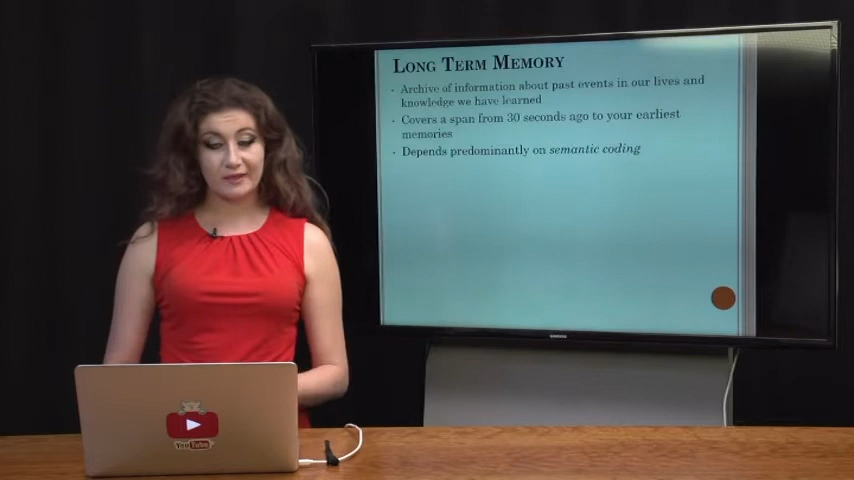 LONG TERM MEMORY
Archive of information about past events in our lives and
knowledge we have learned
Covers a span from 30 seconds ago to your earliest
memories
Depends predominantly on semantic coding
SAMSUNG
YouTube